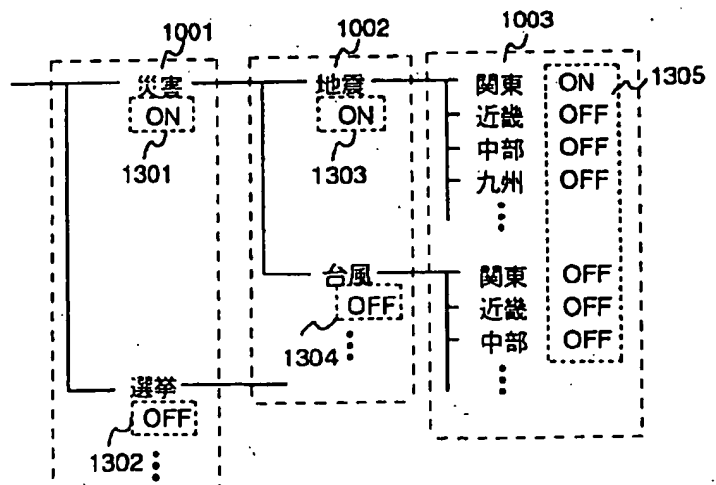 1001
1002
1003
災害
地震
関東 ON
1305
ON
ON
近畿 OFF
1301
1303
中部 OFF
九州 OFF
台風
関東 OFF
OFF
近畿 OFF
1304
中部 OFF
選挙
OFF
1302